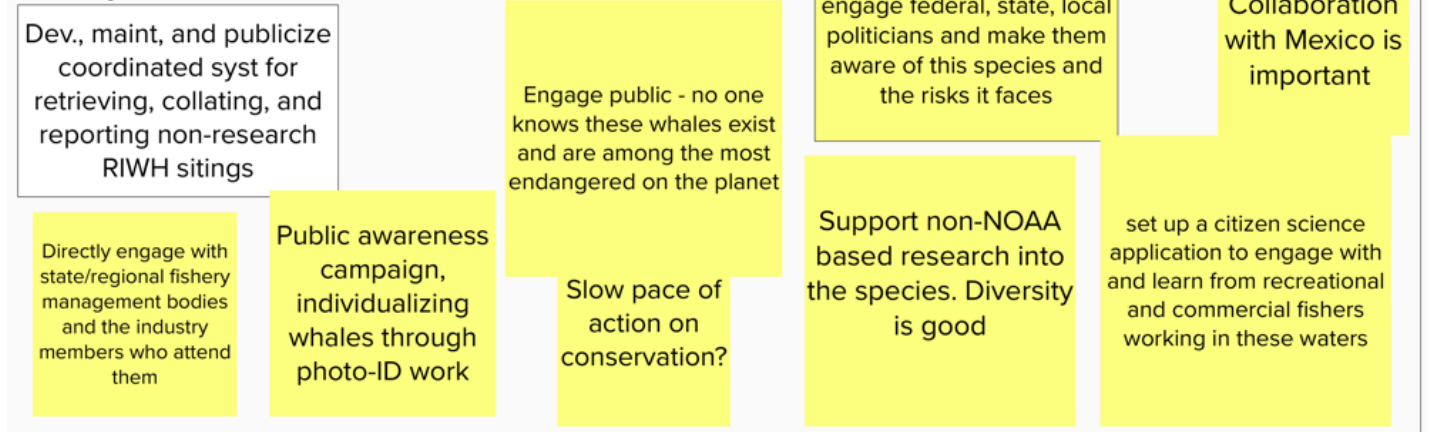 Dev., maint, and publicize
coordinated syst for
retrieving, collating, and
reporting non-research
RIWH sitings
Directly engage with
state/regional fishery
management bodies
and the industry
members who attend
them
Public awareness
campaign,
individualizing
whales through
photo-ID work
Engage public - no one
knows these whales exist
and are among the most
endangered on the planet
Slow pace of
action on
conservation?
engage federal, state, local
politicians and make them
aware of this species and
the risks it faces
Support non-NOAA
based research into
the species. Diversity
is good
Collaboration
with Mexico is
important
set up a citizen science
application to engage with
and learn from recreational
and commercial fishers
working in these waters